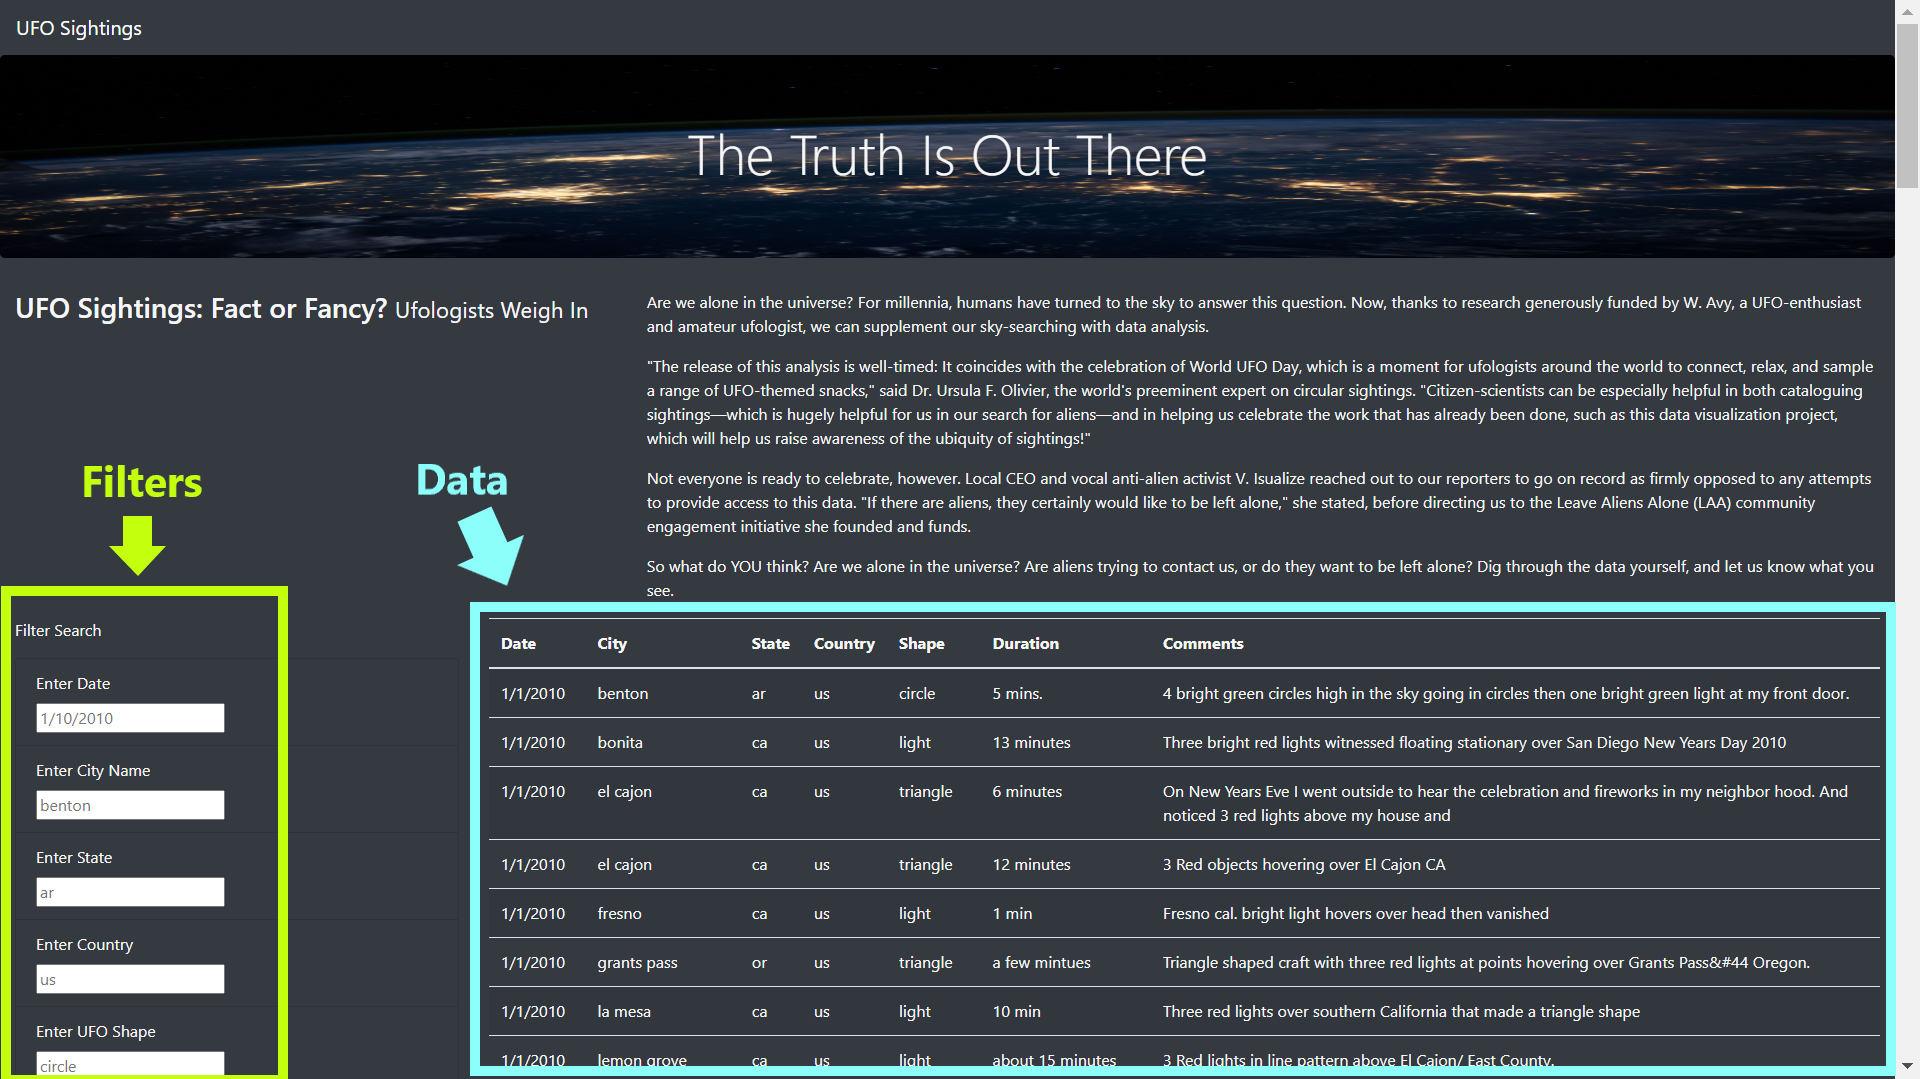 UFO Sightings
The Truth Is Out There
UFO Sightings: Fact or Fancy? Ufologists Weigh In
Are we alone in the universe? For millennia, humans have turned to the sky to answer this question. Now, thanks to research generously funded by W. Avy, a UFO-enthusiast
and amateur ufologist, we can supplement our sky-searching with data analysis.
"The release of this analysis is well-timed: It coincides with the celebration of World UFO Day, which is a moment for ufologists around the world to connect, relax, and sample
a range of UFO-themed snacks," said Dr. Ursula F. Olivier, the world's preeminent expert on circular sightings. "Citizen-scientists can be especially helpful in both cataloguing
sightings—which is hugely helpful for us in our search for aliens—and in helping us celebrate the work that has already been done, such as this data visualization project,
which will help us raise awareness of the ubiquity of sightings!"
Not everyone is ready to celebrate, however. Local CEO and vocal anti-alien activist V. Isualize reached out to our reporters to go on record as firmly opposed to any attempts
to provide access to this data. "If there are aliens, they certainly would like to be left alone," she stated, before directing us to the Leave Aliens Alone (LAA) community
engagement initiative she founded and funds.
So what do YOU think? Are we alone in the universe? Are aliens trying to contact us, or do they want to be left alone? Dig through the data yourself, and let us know what you
see.
Filters
Data
Filter Search
Enter Date
1/10/2010
Enter City Name
benton
Enter State
ar
Enter Country
us
Enter UFO Shape
circle
Date City State Country Shape Duration Comments
1/1/2010 benton ar us circle 5 mins. 4 bright green circles high in the sky going in circles then one bright green light at my front door.
1/1/2010 bonita ca us light 13 minutes Three bright red lights witnessed floating stationary over San Diego New Years Day 2010
1/1/2010 el cajon ca us triangle 6 minutes On New Years Eve I went outside to hear the celebration and fireworks in my neighbor hood. And
noticed 3 red lights above my house and
1/1/2010 el cajon ca us triangle 12 minutes 3 Red objects hovering over El Cajon CA
1/1/2010 fresno ca us light 1 min Fresno cal. bright light hovers over head then vanished
1/1/2010 grants pass or us triangle a few mintues Triangle shaped craft with three red lights at points hovering over Grants Pass&#44 Oregon.
1/1/2010 la mesa ca us light 10 min Three red lights over southern California that made a triangle shape
1/1/2010 lemon grove ca us light about 15 minutes 3 Red lights in line pattern above El Cajon/ East County.